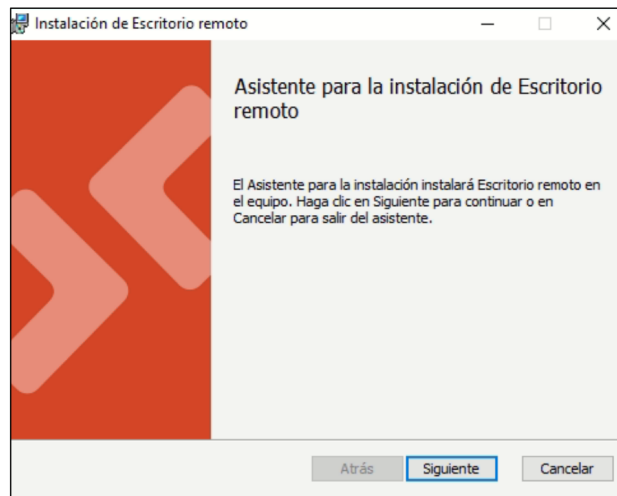 Instalación de Escritorio remoto
Asistente para la instalación de Escritorio
remoto
El Asistente para la instalación instalará Escritorio remoto en
el equipo. Haga clic en Siguiente para continuar o en
Cancelar para salir del asistente.
Atrás Siguiente Cancelar